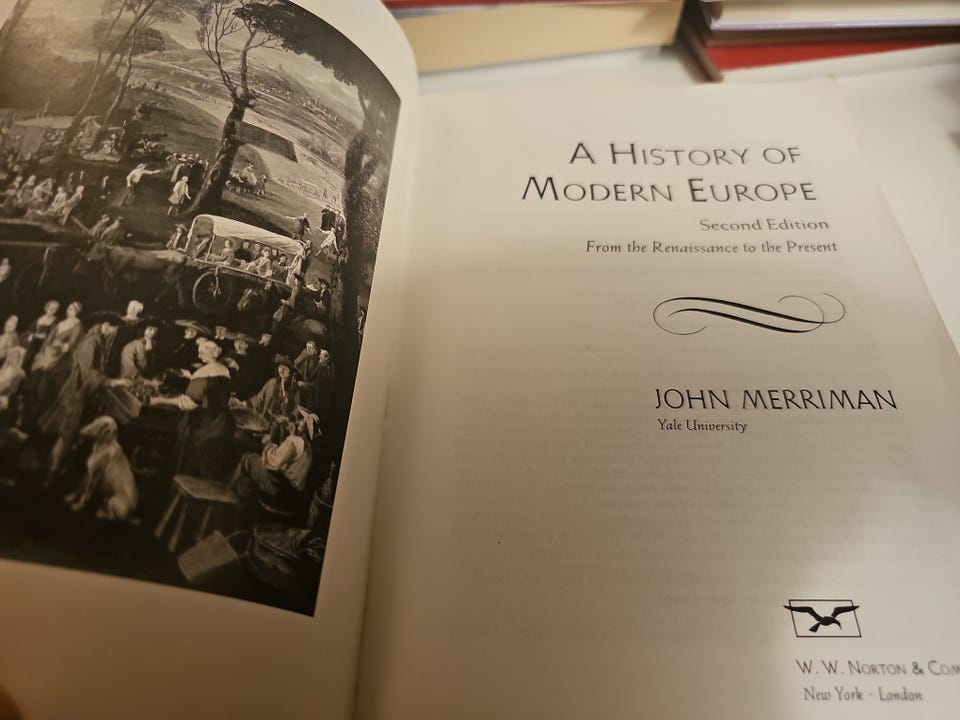 A HISTORY OF
MODERN EUROPE
Second Edition
From the Renaissance to the Present
JOHN MERRIMAN
Yale University
W. W. NORTON &
New York · London